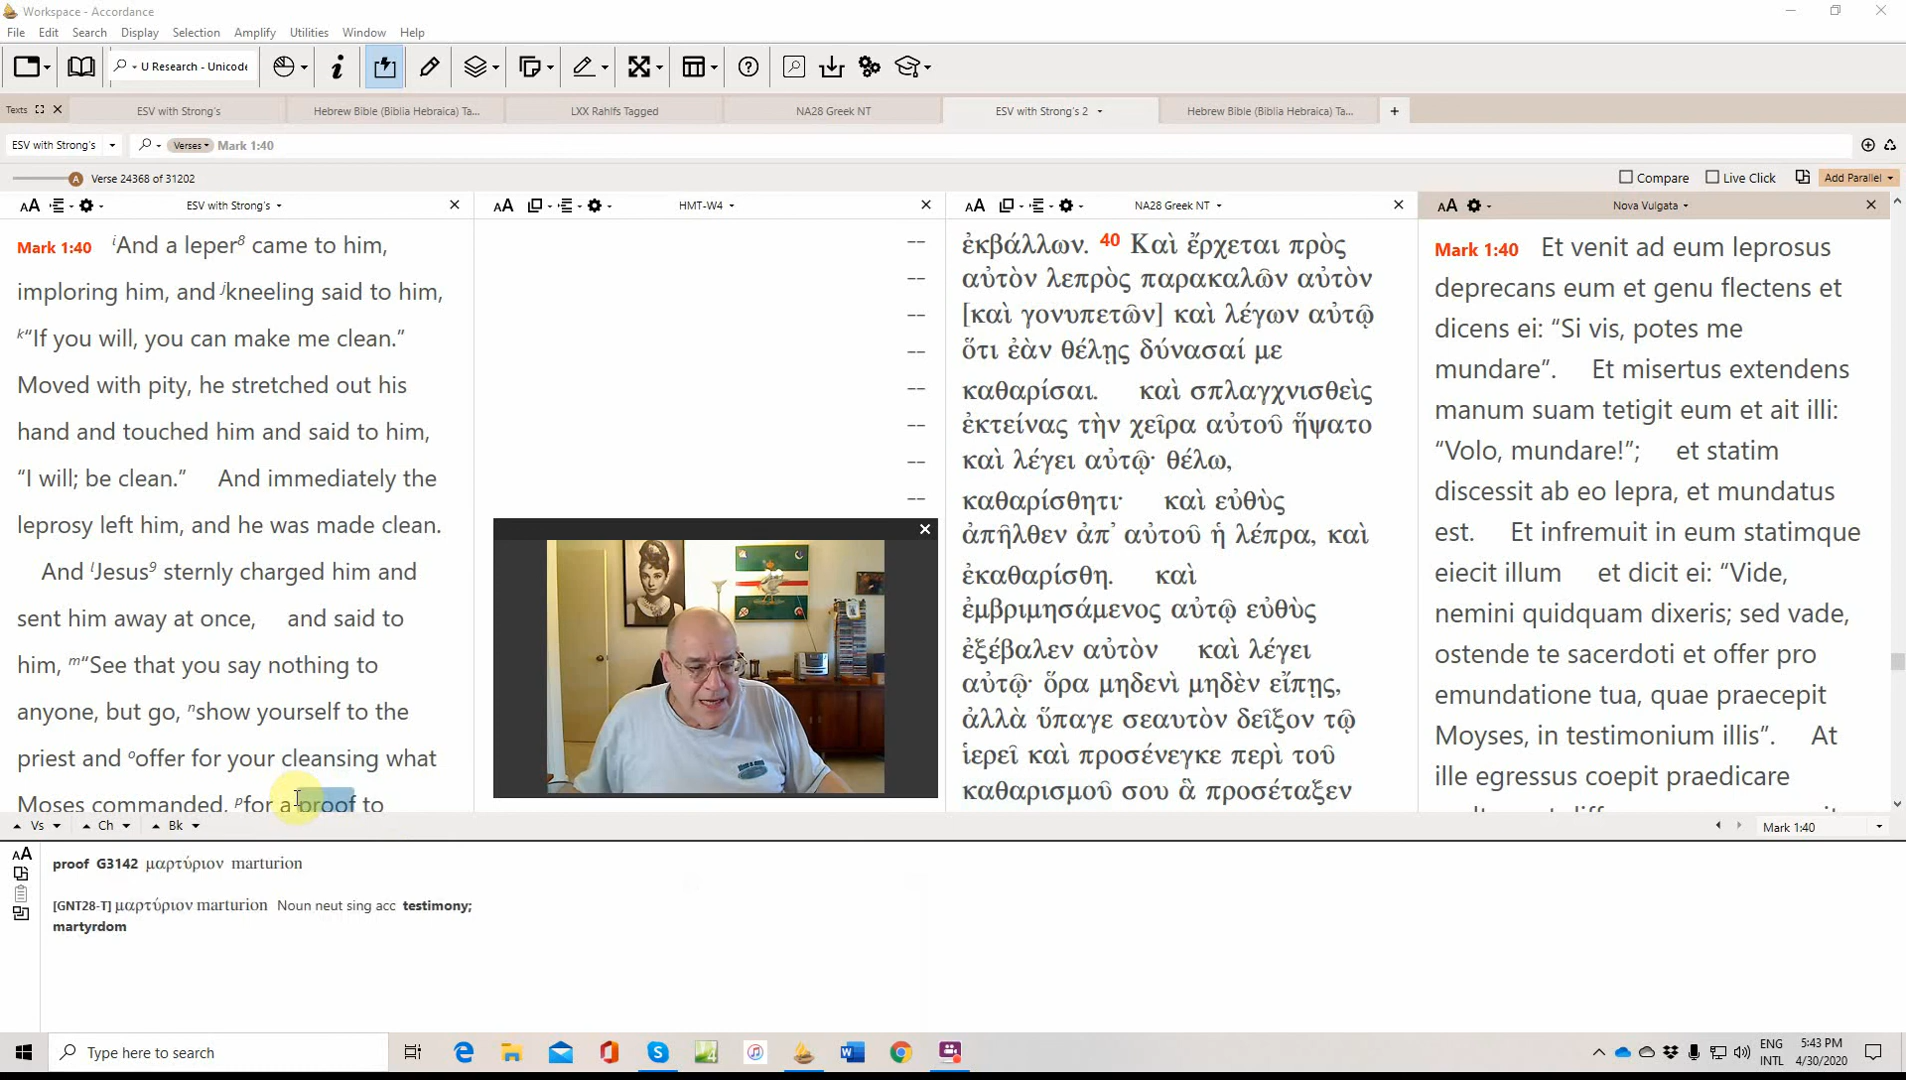 Workspace - Accordance
File Edit Search Display Selection Amplify Utilities Window Help
U Research - Unicode
Texts
ESV with Strong's
Hebrew Bible (Biblia Hebraica) Ta...
LXX Rahlfs Tagged
NA28 Greek NT
ESV with Strong's 2
Hebrew Bible (Biblia Hebraica) Ta...
ESV with Strong's
Verses
Mark 1:40
A Verse 24368 of 31202
Compare
Live Click
Add Parallel
AA ESV with Strong's
Mark 1:40 iAnd a leper8 came to him,
imploring him, and jkneeling said to him,
k“If you will, you can make me clean.”
Moved with pity, he stretched out his
hand and touched him and said to him,
“I will; be clean.” And immediately the
leprosy left him, and he was made clean.
And lJesus9 sternly charged him and
sent him away at once, and said to
him, m“See that you say nothing to
anyone, but go, nshow yourself to the
priest and ooffer for your cleansing what
Moses commanded, pfor a proof to
AA HMT-W4
--
--
--
--
--
--
--
--
AA NA28 Greek NT
ἐκβάλλων. 40 Καὶ ἔρχεται πρὸς
αὐτὸν λεπρὸς παρακαλῶν αὐτὸν
[καὶ γονυπετῶν] καὶ λέγων αὐτῷ
ὅτι ἐὰν θέλῃς δύνασαί με
καθαρίσαι. καὶ σπλαγχνισθεὶς
ἐκτείνας τὴν χεῖρα αὐτοῦ ἥψατο
καὶ λέγει αὐτῷ· θέλω,
καθαρίσθητι· καὶ εὐθὺς
ἀπῆλθεν ἀπ’ αὐτοῦ ἡ λέπρα, καὶ
ἐκαθαρίσθη. καὶ
ἐμβριμησάμενος αὐτῷ εὐθὺς
ἐξέβαλεν αὐτὸν καὶ λέγει
αὐτῷ· ὅρα μηδενὶ μηδὲν εἴπῃς,
ἀλλὰ ὕπαγε σεαυτὸν δεῖξον τῷ
ἱερεῖ καὶ προσένεγκε περὶ τοῦ
καθαρισμοῦ σου ἃ προσέταξεν
AA Nova Vulgata
Mark 1:40 Et venit ad eum leprosus
deprecans eum et genu flectens et
dicens ei: “Si vis, potes me
mundare”. Et misertus extendens
manum suam tetigit eum et ait illi:
“Volo, mundare!”; et statim
discessit ab eo lepra, et mundatus
est. Et infremuit in eum statimque
eiecit illum et dicit ei: “Vide,
nemini quidquam dixeris; sed vade,
ostende te sacerdoti et offer pro
emundatione tua, quae praecepit
Moyses, in testimonium illis”. At
ille egressus coepit praedicare
Vs Ch Bk
Mark 1:40
AA
proof G3142 μαρτύριον marturion
[GNT28-T] μαρτύριον marturion Noun neut sing acc testimony;
martyrdom
Type here to search
ENG
INTL
5:43 PM
4/30/2020